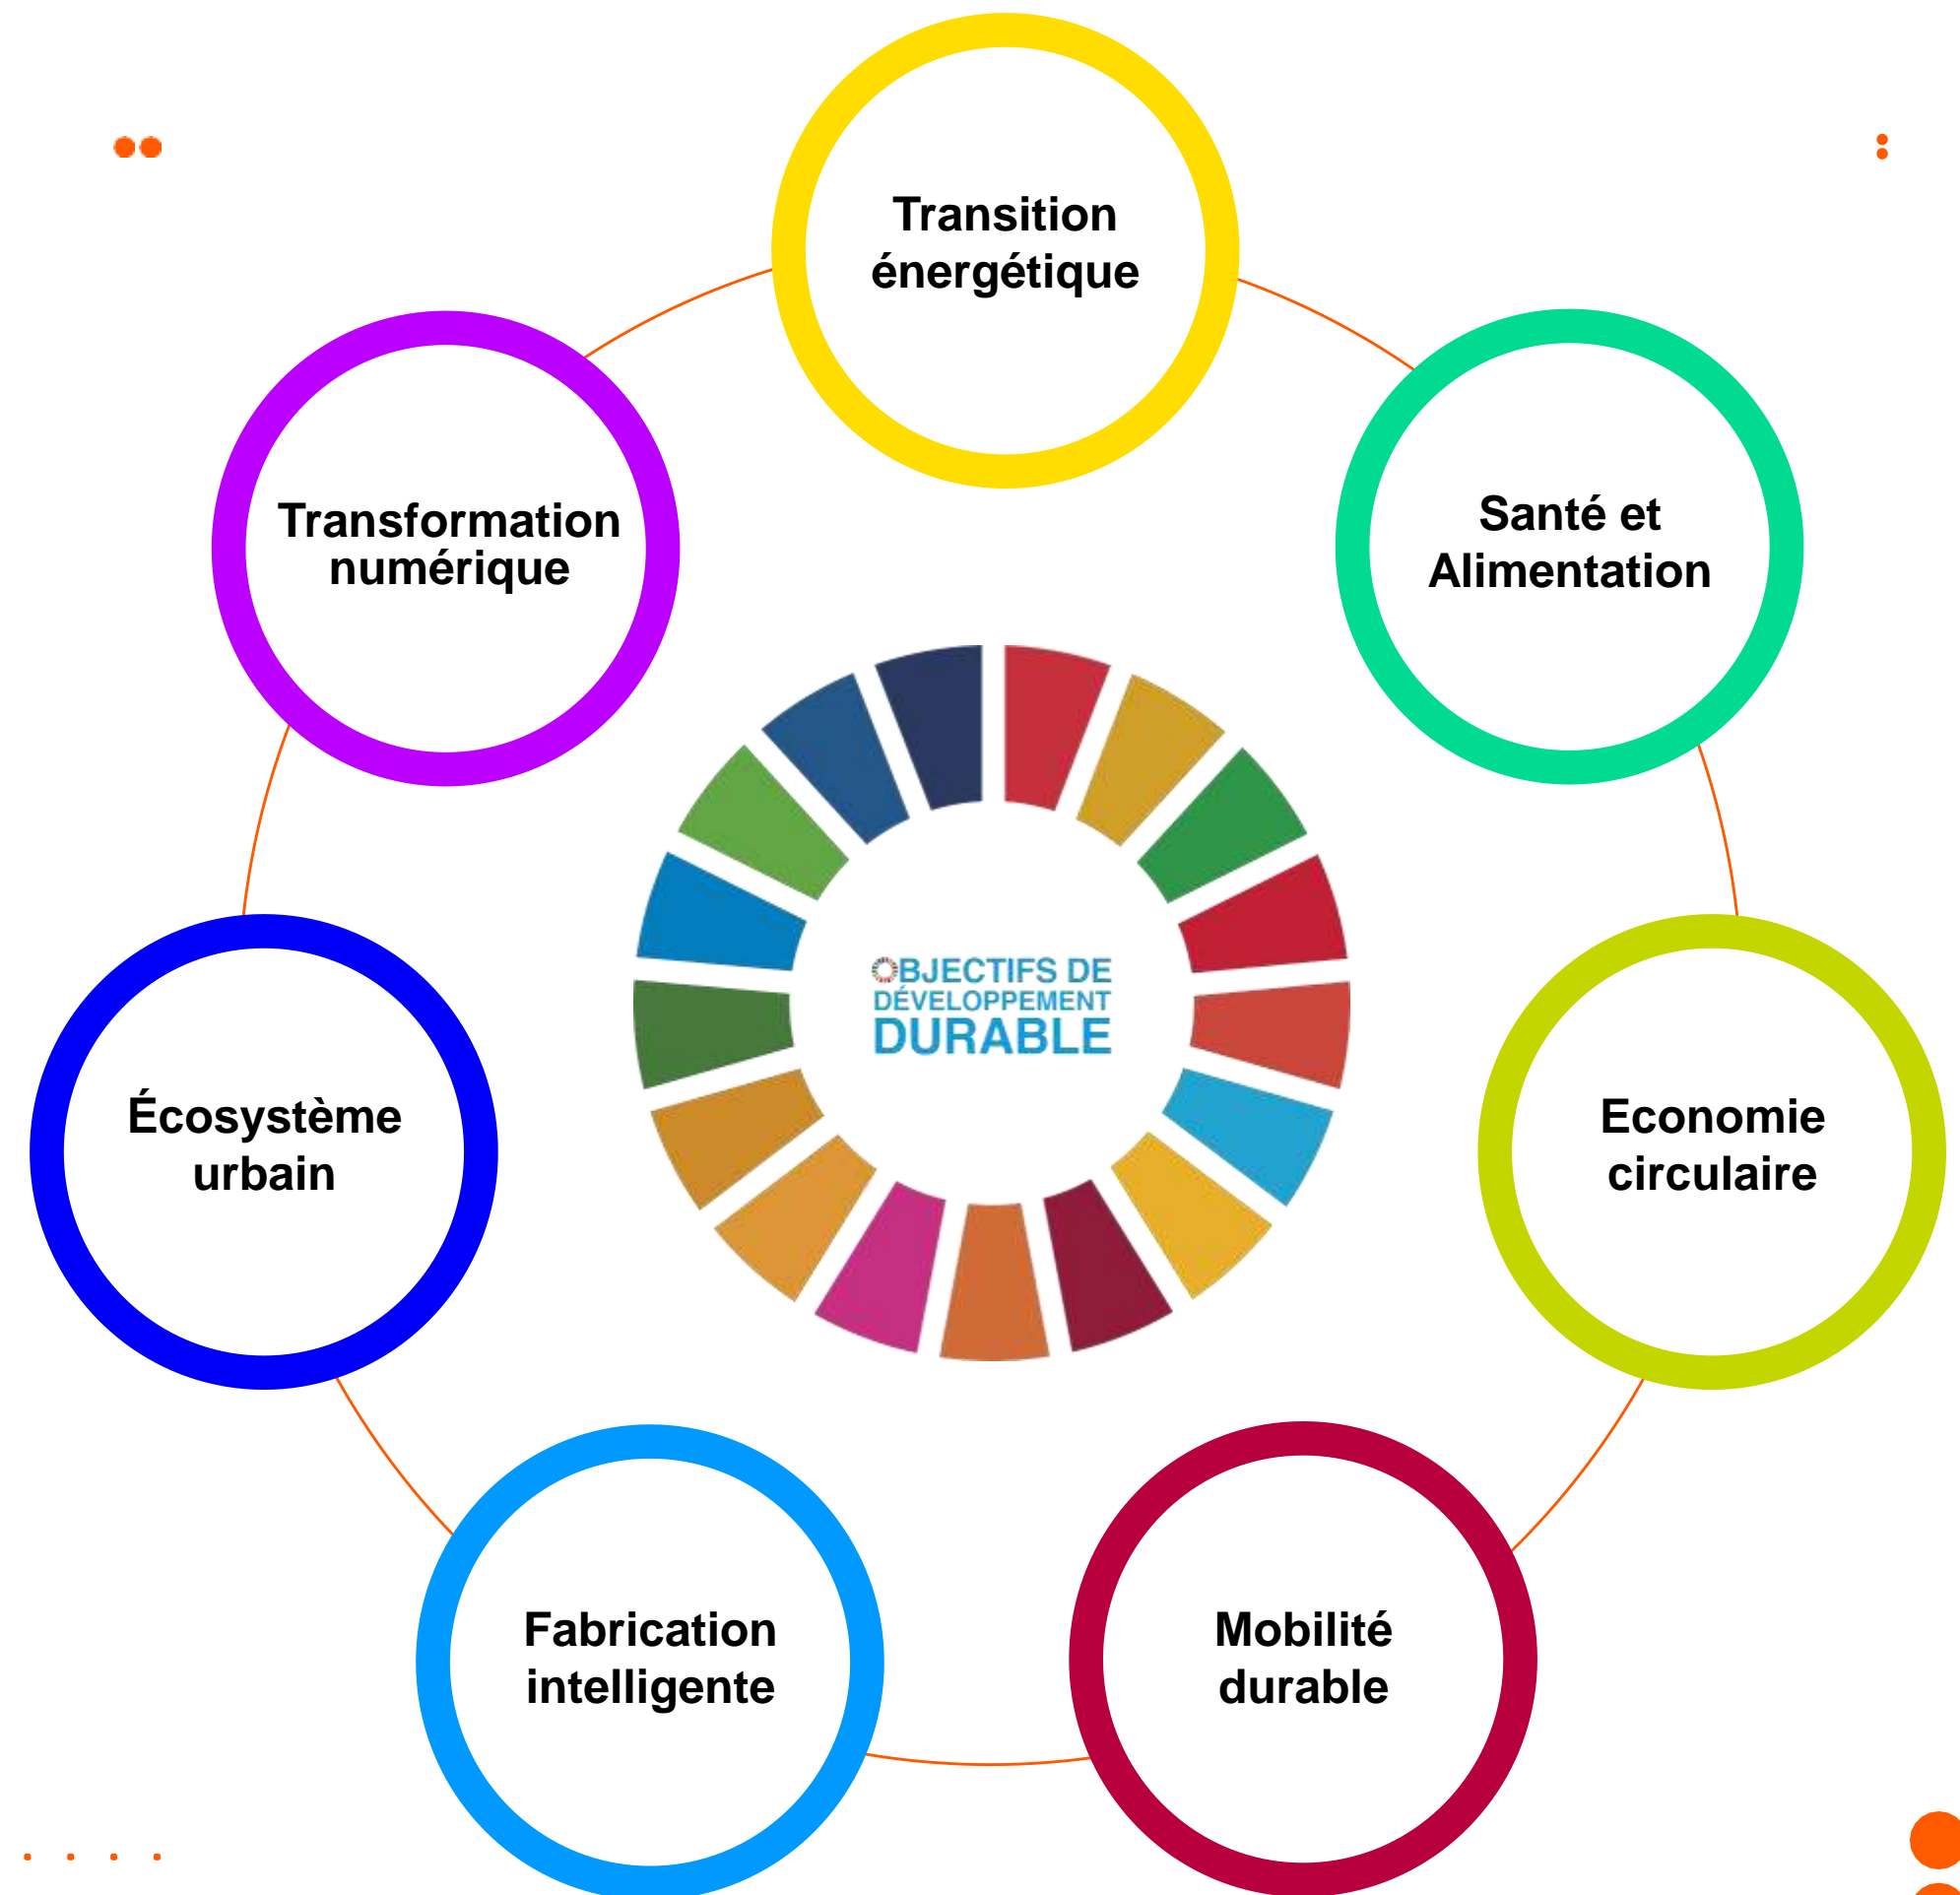 Transition
énergétique
Santé et
Alimentation
Transformation
numérique
OBJECTIFS DE
DÉVELOPPEMENT
DURABLE
Écosystème
urbain
Economie
circulaire
Fabrication
intelligente
Mobilité
durable